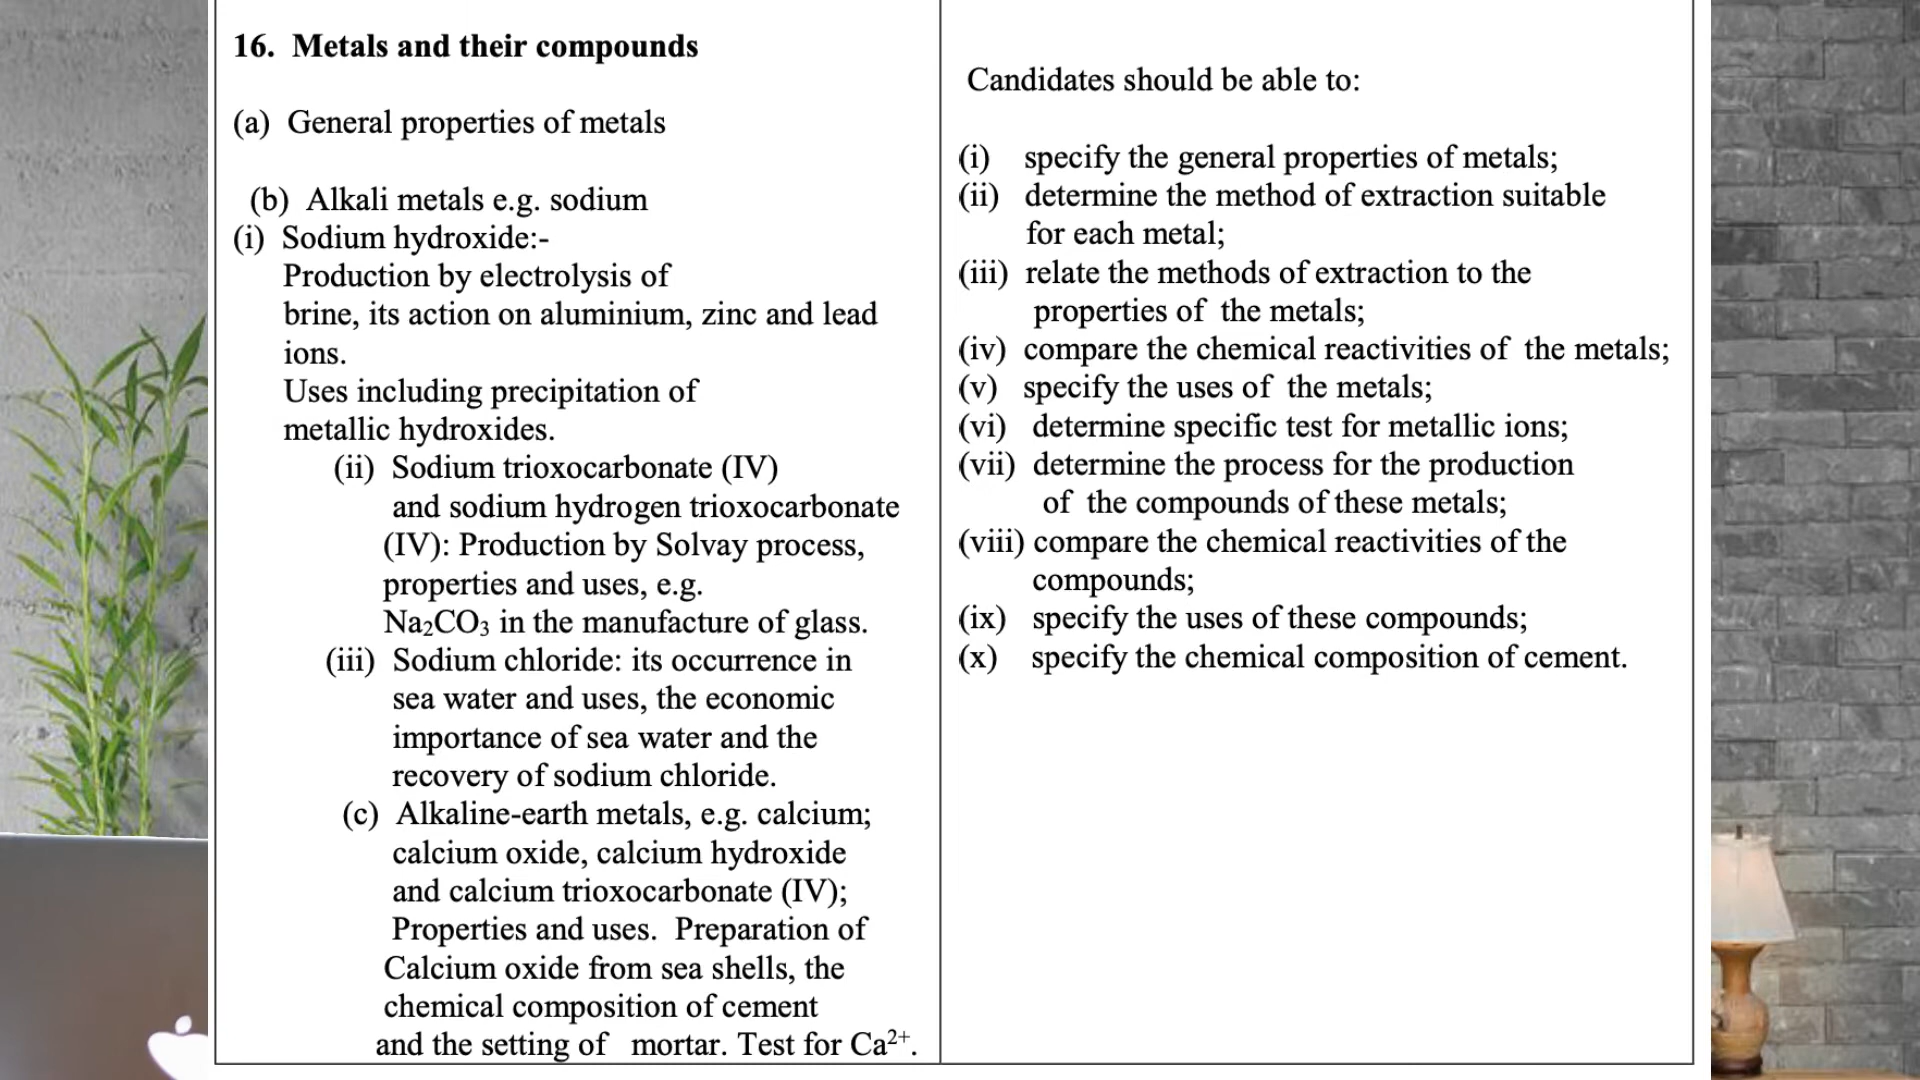 16. Metals and their compounds
(a) General properties of metals
(b) Alkali metals e.g. sodium
(i) Sodium hydroxide:-
Production by electrolysis of
brine, its action on aluminium, zinc and lead
ions.
Uses including precipitation of
metallic hydroxides.
(ii) Sodium trioxocarbonate (IV)
and sodium hydrogen trioxocarbonate
(IV): Production by Solvay process,
properties and uses, e.g.
Na₂CO₃ in the manufacture of glass.
(iii) Sodium chloride: its occurrence in
sea water and uses, the economic
importance of sea water and the
recovery of sodium chloride.
(c) Alkaline-earth metals, e.g. calcium;
calcium oxide, calcium hydroxide
and calcium trioxocarbonate (IV);
Properties and uses. Preparation of
Calcium oxide from sea shells, the
chemical composition of cement
and the setting of mortar. Test for Ca²⁺.
Candidates should be able to:
(i) specify the general properties of metals;
(ii) determine the method of extraction suitable
for each metal;
(iii) relate the methods of extraction to the
properties of the metals;
(iv) compare the chemical reactivities of the metals;
(v) specify the uses of the metals;
(vi) determine specific test for metallic ions;
(vii) determine the process for the production
of the compounds of these metals;
(viii) compare the chemical reactivities of the
compounds;
(ix) specify the uses of these compounds;
(x) specify the chemical composition of cement.